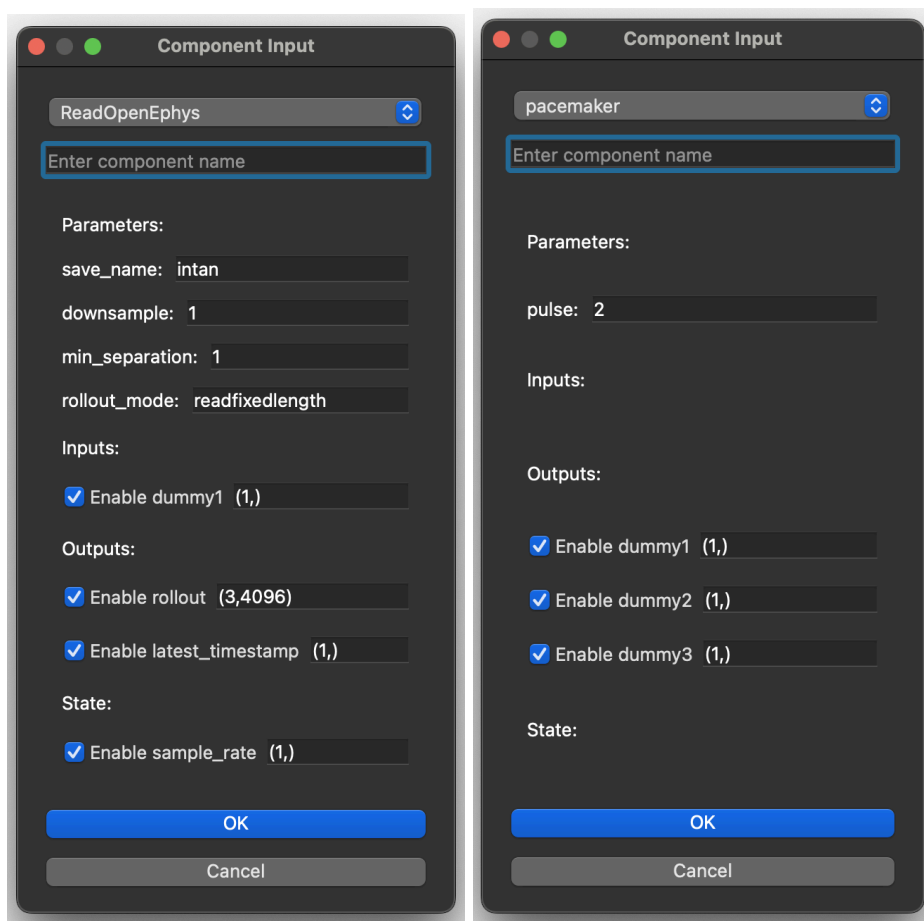 Component Input
ReadOpenEphys
Enter component name
Parameters:
save_name: intan
downsample: 1
min_separation: 1
rollout_mode: readfixedlength
Inputs:
Enable dummy1 (1,)
Outputs:
Enable rollout (3,4096)
Enable latest_timestamp (1,)
State:
Enable sample_rate (1,)
OK
Cancel
Component Input
pacemaker
Enter component name
Parameters:
pulse: 2
Inputs:
Outputs:
Enable dummy1 (1,)
Enable dummy2 (1,)
Enable dummy3 (1,)
State:
OK
Cancel